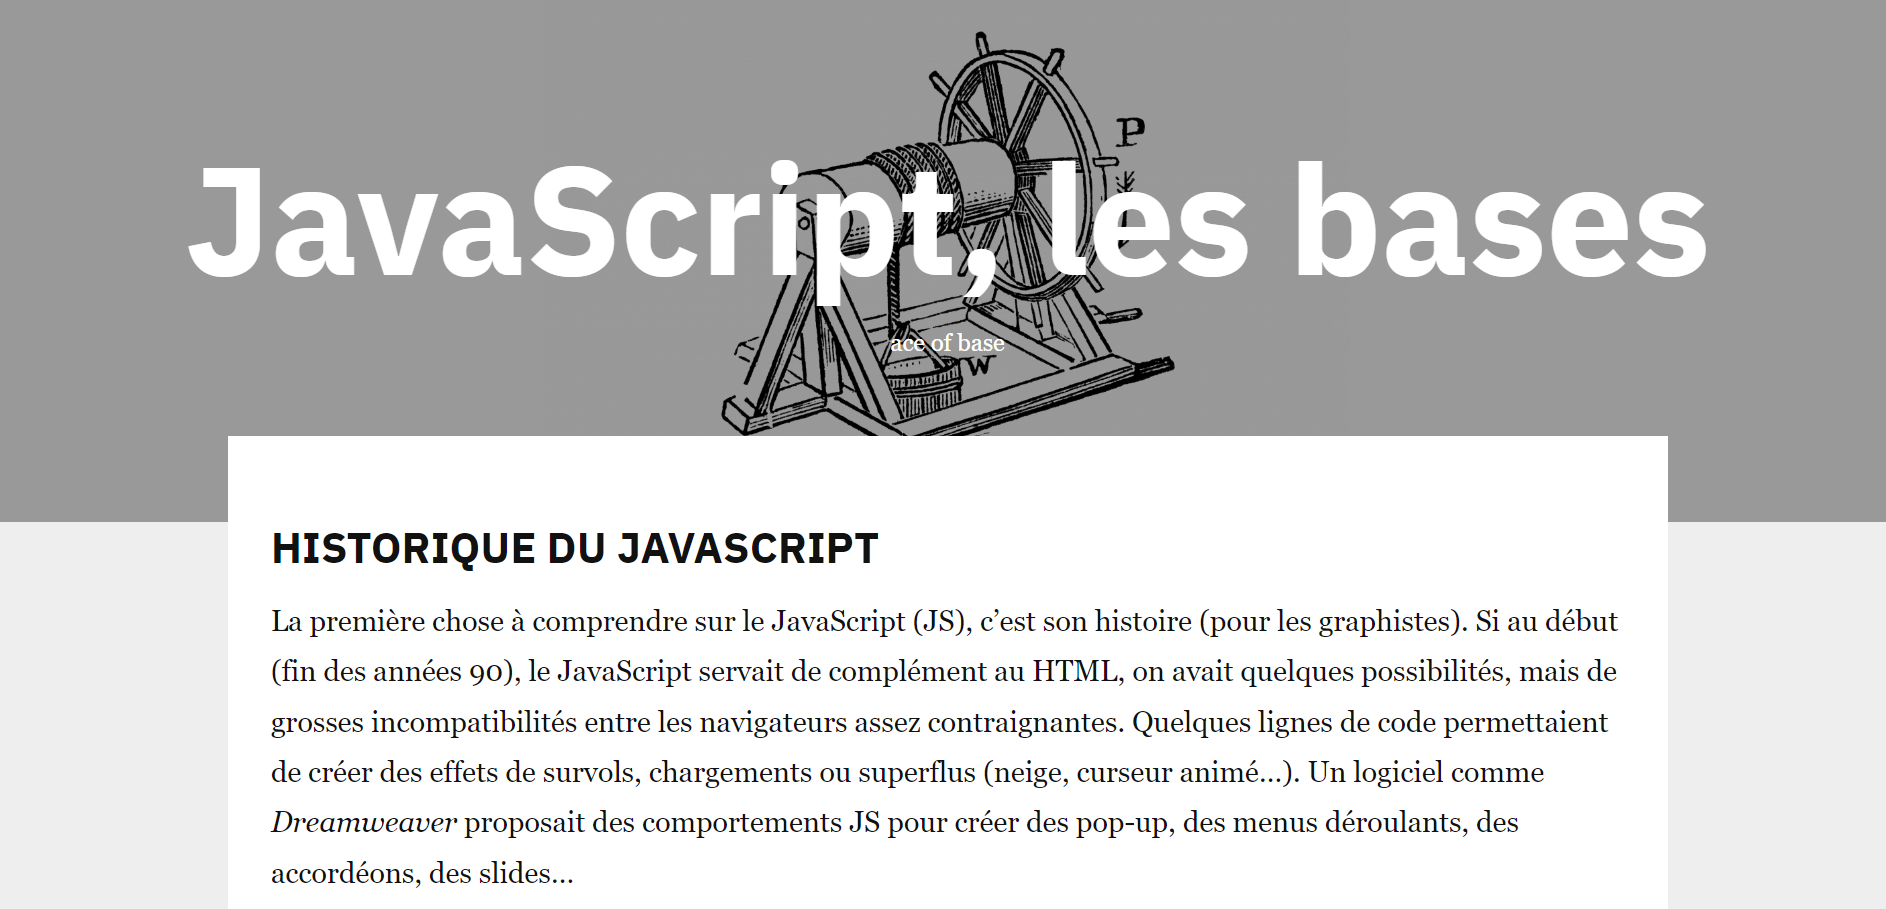 P
JavaScript, les bases
ace of base
W
HISTORIQUE DU JAVASCRIPT
La première chose à comprendre sur le JavaScript (JS), c’est son histoire (pour les graphistes). Si au début
(fin des années 90), le JavaScript servait de complément au HTML, on avait quelques possibilités, mais de
grosses incompatibilités entre les navigateurs assez contraignantes. Quelques lignes de code permettaient
de créer des effets de survols, chargements ou superflus (neige, curseur animé…). Un logiciel comme
Dreamweaver proposait des comportements JS pour créer des pop-up, des menus déroulants, des
accordéons, des slides…